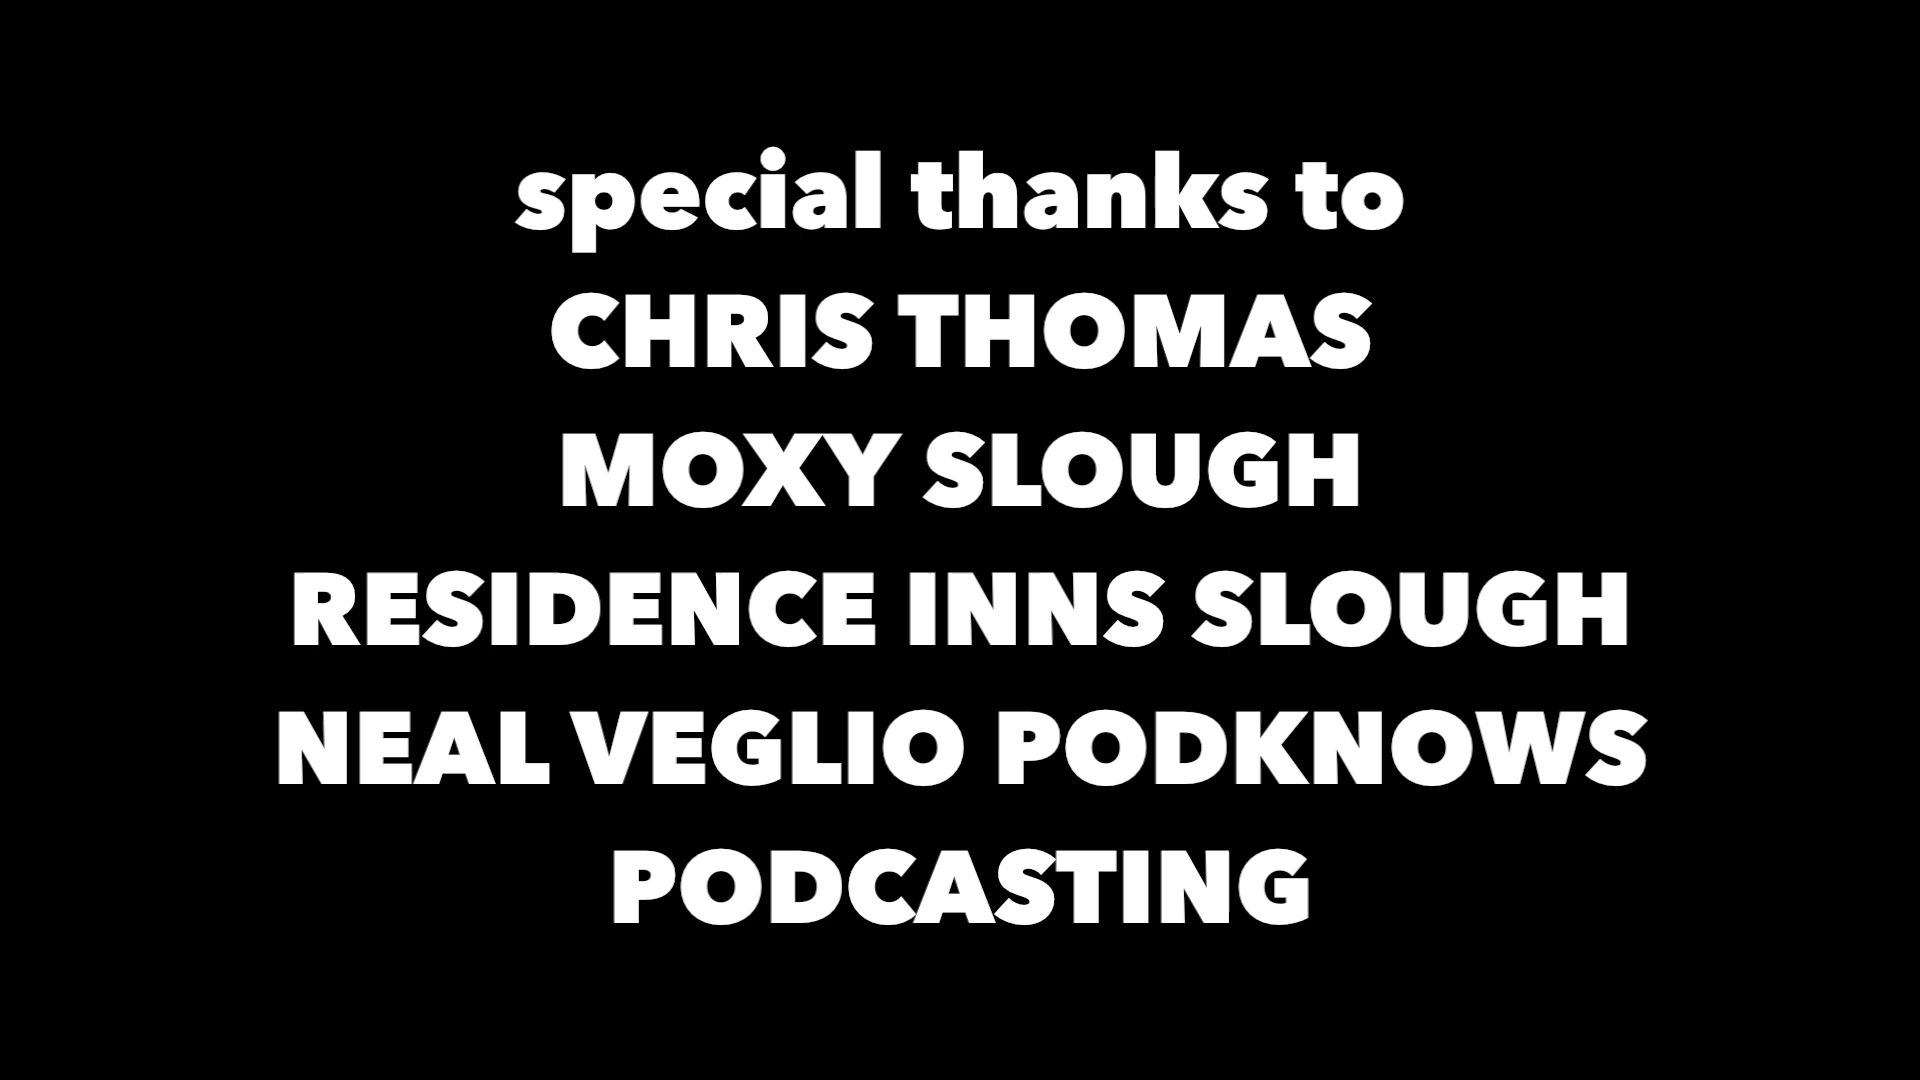 special thanks to
CHRIS THOMAS
MOXY SLOUGH
RESIDENCE INNS SLOUGH
NEAL VEGLIO PODKNOWS
PODCASTING